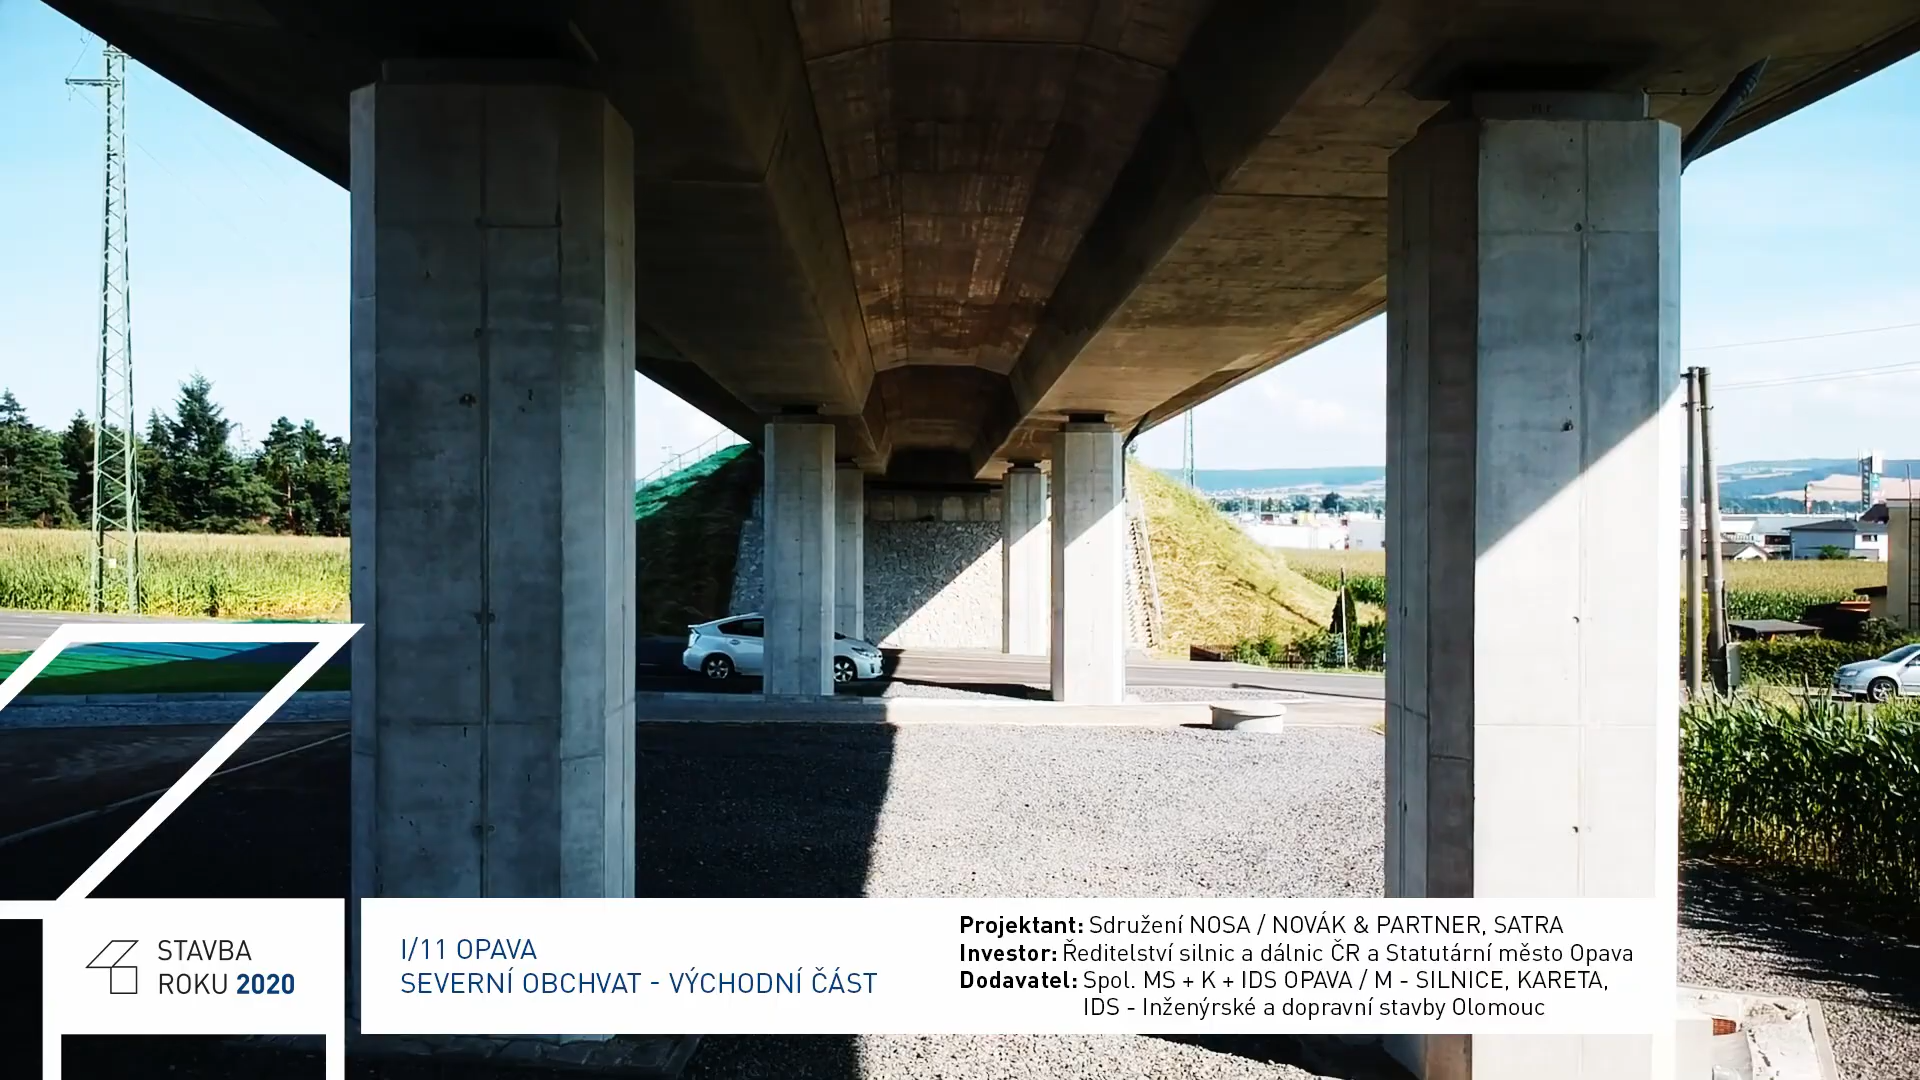 STAVBA
ROKU 2020
I/11 OPAVA
SEVERNÍ OBCHVAT - VÝCHODNÍ ČÁST
Projektant: Sdružení NOSA / NOVÁK & PARTNER, SATRA
Investor: Ředitelství silnic a dálnic ČR a Statutární město Opava
Dodavatel: Spol. MS + K + IDS OPAVA / M - SILNICE, KARETA,
IDS - Inženýrské a dopravní stavby Olomouc